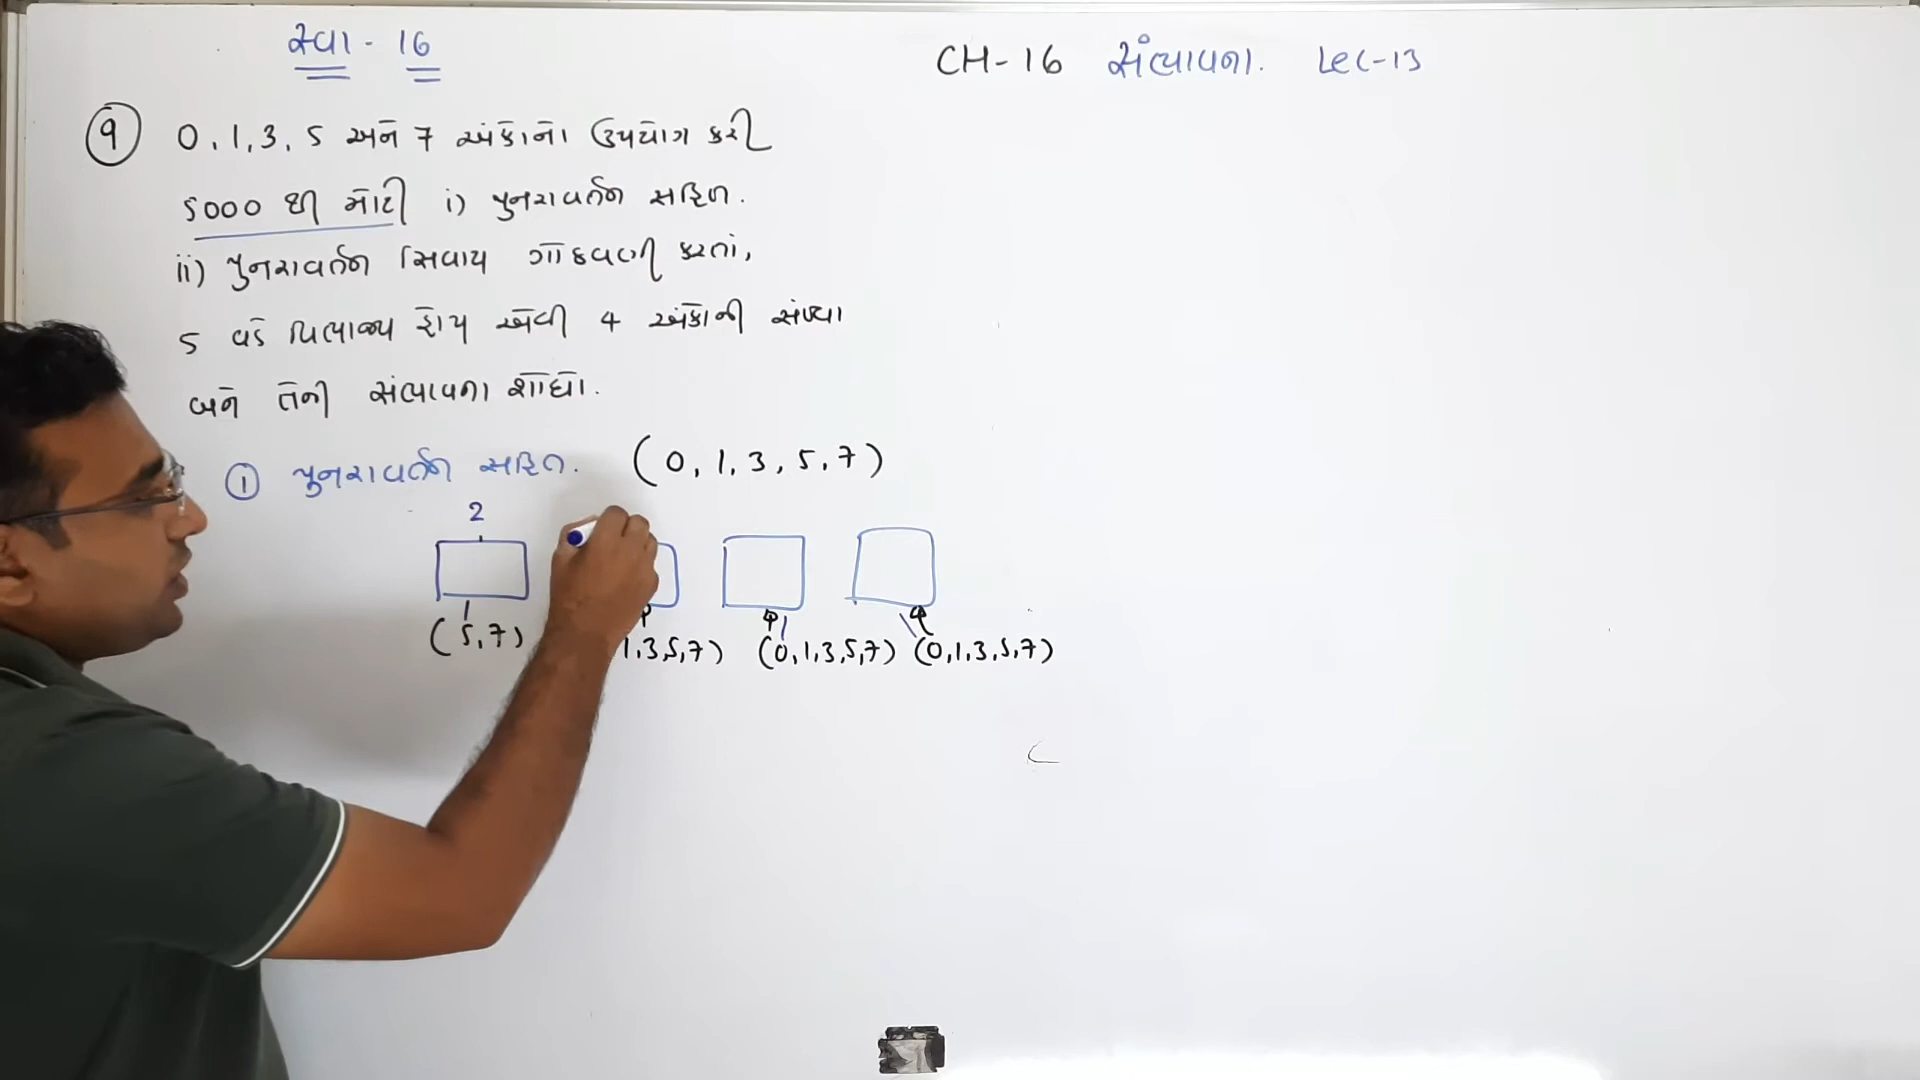 સ્વા - 16
CH-16 સંભાવના. Lec-13
9 0, 1, 3, 5 અને 7 અંકોનો ઉપયોગ કરી
5000 થી મોટી i) પુનરાવર્તન સહિત.
ii) પુનરાવર્તન સિવાય ગોઠવણી કરતાં,
5 વડે વિભાજ્ય હોય એવી 4 અંકોની સંખ્યા
બને તેની સંભાવના શોધો.
1 પુનરાવર્તન સહિત. (0, 1, 3, 5, 7)
2
(5,7) 1,3,5,7) (0,1,3,5,7) (0,1,3,5,7)